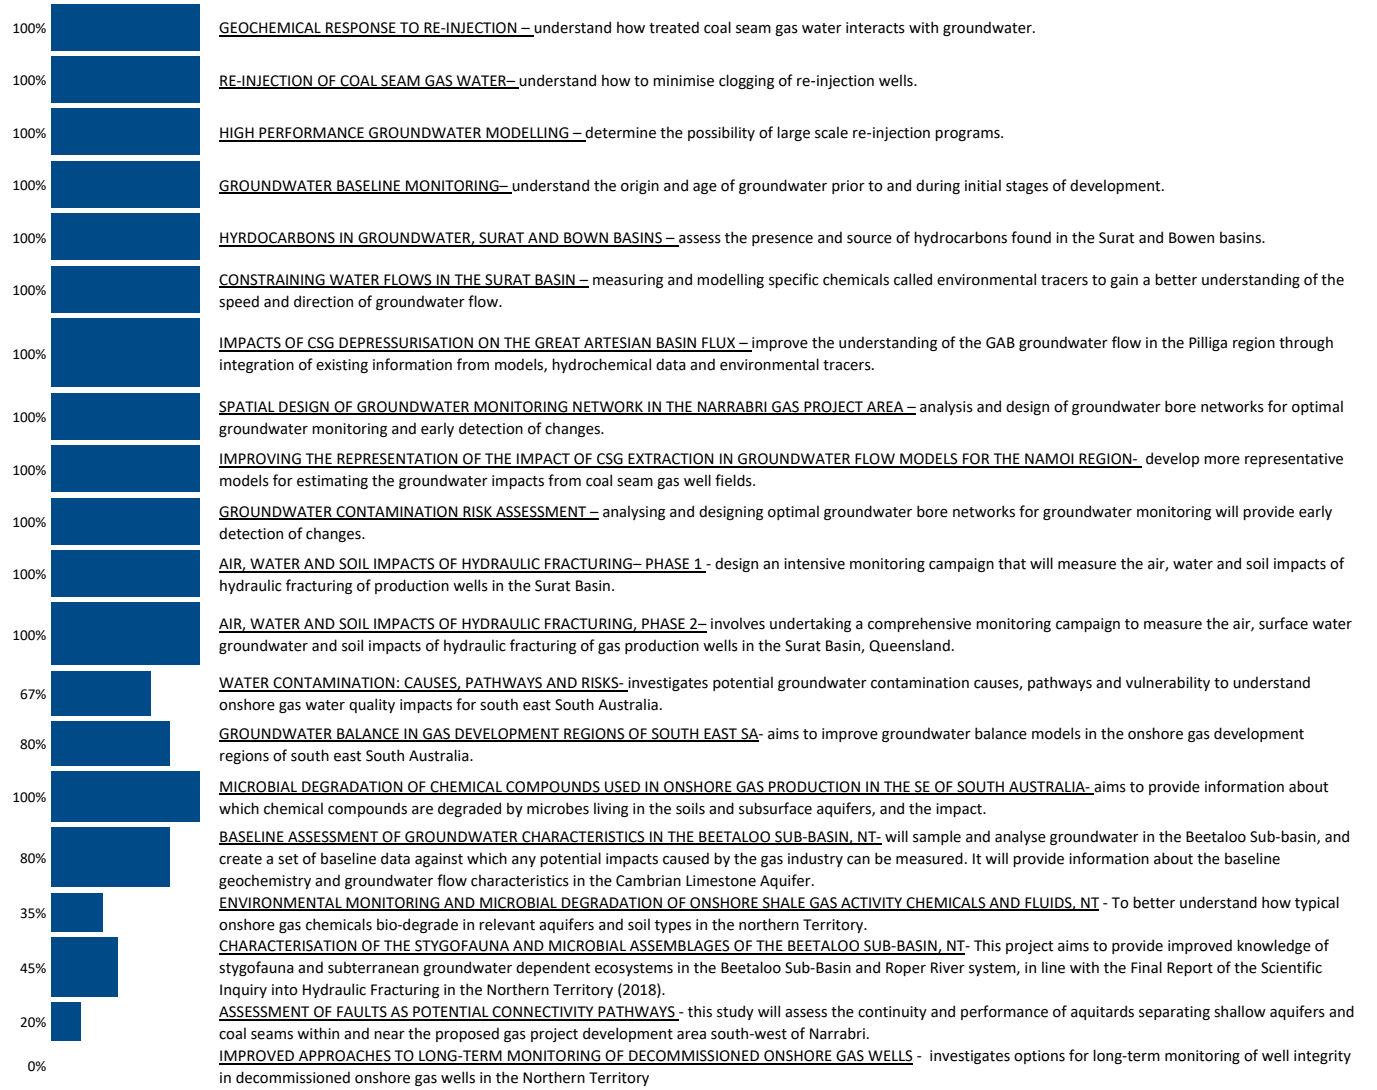 100% GEOCHEMICAL RESPONSE TO RE-INJECTION – understand how treated coal seam gas water interacts with groundwater.
100% RE-INJECTION OF COAL SEAM GAS WATER– understand how to minimise clogging of re-injection wells.
100% HIGH PERFORMANCE GROUNDWATER MODELLING – determine the possibility of large scale re-injection programs.
100% GROUNDWATER BASELINE MONITORING– understand the origin and age of groundwater prior to and during initial stages of development.
100% HYRDOCARBONS IN GROUNDWATER, SURAT AND BOWN BASINS – assess the presence and source of hydrocarbons found in the Surat and Bowen basins.
100% CONSTRAINING WATER FLOWS IN THE SURAT BASIN – measuring and modelling specific chemicals called environmental tracers to gain a better understanding of the
speed and direction of groundwater flow.
100% IMPACTS OF CSG DEPRESSURISATION ON THE GREAT ARTESIAN BASIN FLUX – improve the understanding of the GAB groundwater flow in the Pilliga region through
integration of existing information from models, hydrochemical data and environmental tracers.
100% SPATIAL DESIGN OF GROUNDWATER MONITORING NETWORK IN THE NARRABRI GAS PROJECT AREA – analysis and design of groundwater bore networks for optimal
groundwater monitoring and early detection of changes.
100% IMPROVING THE REPRESENTATION OF THE IMPACT OF CSG EXTRACTION IN GROUNDWATER FLOW MODELS FOR THE NAMOI REGION- develop more representative
models for estimating the groundwater impacts from coal seam gas well fields.
100% GROUNDWATER CONTAMINATION RISK ASSESSMENT – analysing and designing optimal groundwater bore networks for groundwater monitoring will provide early
detection of changes.
100% AIR, WATER AND SOIL IMPACTS OF HYDRAULIC FRACTURING– PHASE 1 - design an intensive monitoring campaign that will measure the air, water and soil impacts of
hydraulic fracturing of production wells in the Surat Basin.
100% AIR, WATER AND SOIL IMPACTS OF HYDRAULIC FRACTURING, PHASE 2– involves undertaking a comprehensive monitoring campaign to measure the air, surface water
groundwater and soil impacts of hydraulic fracturing of gas production wells in the Surat Basin, Queensland.
67% WATER CONTAMINATION: CAUSES, PATHWAYS AND RISKS- investigates potential groundwater contamination causes, pathways and vulnerability to understand
onshore gas water quality impacts for south east South Australia.
80% GROUNDWATER BALANCE IN GAS DEVELOPMENT REGIONS OF SOUTH EAST SA- aims to improve groundwater balance models in the onshore gas development
regions of south east South Australia.
100% MICROBIAL DEGRADATION OF CHEMICAL COMPOUNDS USED IN ONSHORE GAS PRODUCTION IN THE SE OF SOUTH AUSTRALIA- aims to provide information about
which chemical compounds are degraded by microbes living in the soils and subsurface aquifers, and the impact.
80% BASELINE ASSESSMENT OF GROUNDWATER CHARACTERISTICS IN THE BEETALOO SUB-BASIN, NT- will sample and analyse groundwater in the Beetaloo Sub-basin, and
create a set of baseline data against which any potential impacts caused by the gas industry can be measured. It will provide information about the baseline
geochemistry and groundwater flow characteristics in the Cambrian Limestone Aquifer.
35% ENVIRONMENTAL MONITORING AND MICROBIAL DEGRADATION OF ONSHORE SHALE GAS ACTIVITY CHEMICALS AND FLUIDS, NT - To better understand how typical
onshore gas chemicals bio-degrade in relevant aquifers and soil types in the northern Territory.
45% CHARACTERISATION OF THE STYGOFAUNA AND MICROBIAL ASSEMBLAGES OF THE BEETALOO SUB-BASIN, NT- This project aims to provide improved knowledge of
stygofauna and subterranean groundwater dependent ecosystems in the Beetaloo Sub-Basin and Roper River system, in line with the Final Report of the Scientific
Inquiry into Hydraulic Fracturing in the Northern Territory (2018).
20% ASSESSMENT OF FAULTS AS POTENTIAL CONNECTIVITY PATHWAYS - this study will assess the continuity and performance of aquitards separating shallow aquifers and
coal seams within and near the proposed gas project development area south-west of Narrabri.
0% IMPROVED APPROACHES TO LONG-TERM MONITORING OF DECOMMISSIONED ONSHORE GAS WELLS - investigates options for long-term monitoring of well integrity
in decommissioned onshore gas wells in the Northern Territory